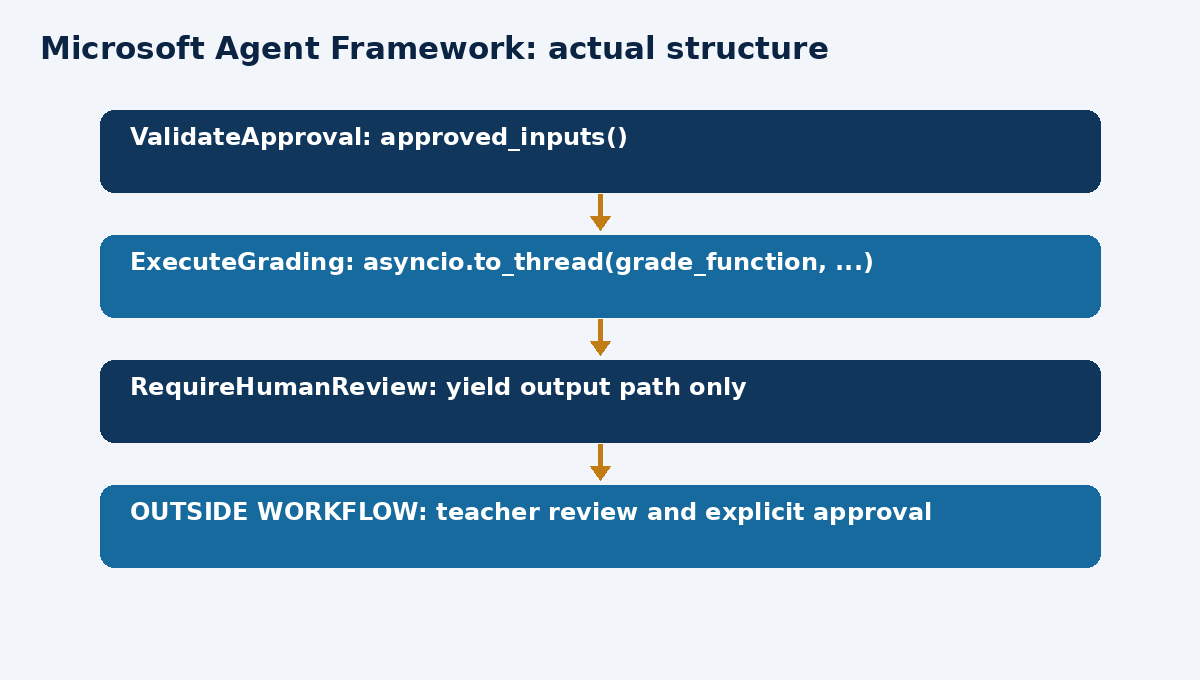 Microsoft Agent Framework: actual structure
ValidateApproval: approved_inputs()
ExecuteGrading: asyncio.to_thread(grade_function, ...)
RequireHumanReview: yield output path only
OUTSIDE WORKFLOW: teacher review and explicit approval